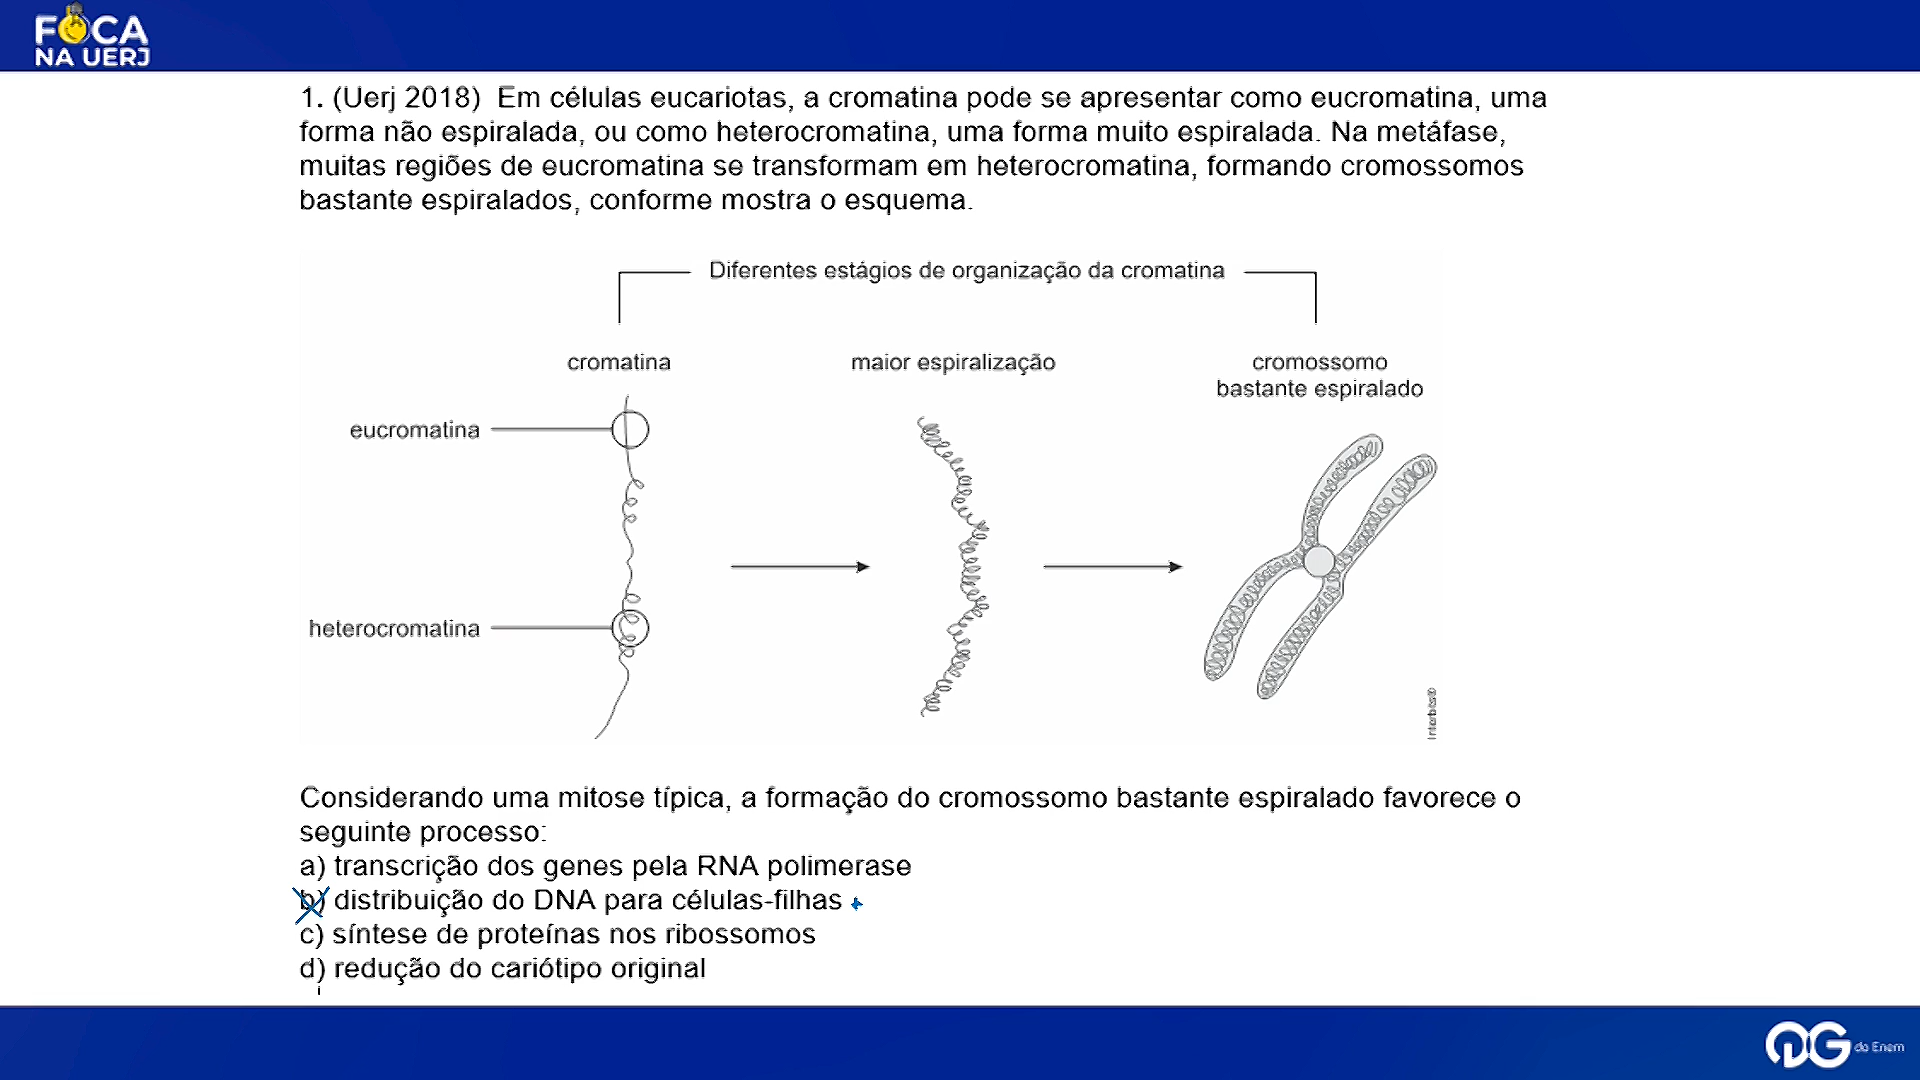 FOCA
NA UERJ
1. (Uerj 2018)  Em células eucariotas, a cromatina pode se apresentar como eucromatina, uma
forma não espiralada, ou como heterocromatina, uma forma muito espiralada. Na metáfase,
muitas regiões de eucromatina se transformam em heterocromatina, formando cromossomos
bastante espiralados, conforme mostra o esquema.
Diferentes estágios de organização da cromatina
cromatina
maior espiralização
cromossomo
bastante espiralado
eucromatina
heterocromatina
Interbits®
Considerando uma mitose típica, a formação do cromossomo bastante espiralado favorece o
seguinte processo:
a) transcrição dos genes pela RNA polimerase
b) distribuição do DNA para células-filhas
c) síntese de proteínas nos ribossomos
d) redução do cariótipo original
QG do Enem